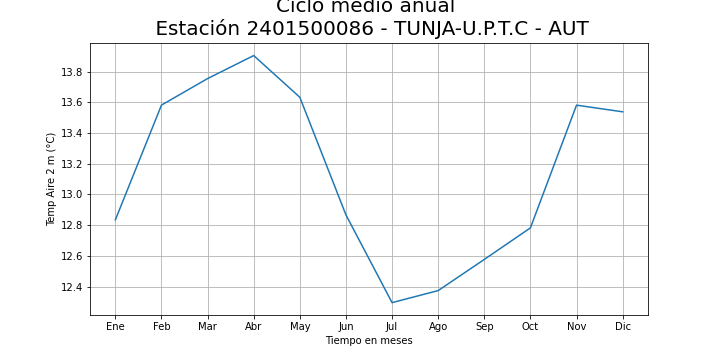 Ciclo medio anual
Estación 2401500086 - TUNJA-U.P.T.C - AUT
Temp Aire 2 m (°C)
13.8
13.6
13.4
13.2
13.0
12.8
12.6
12.4
Ene Feb Mar Abr May Jun Jul Ago Sep Oct Nov Dic
Tiempo en meses